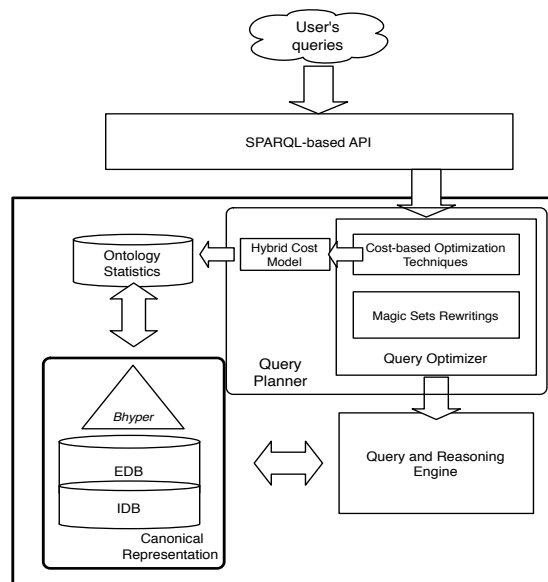 User's
queries
SPARQL-based API
Hybrid Cost
Model
Cost-based Optimization
Techniques
Ontology
Statistics
Magic Sets Rewritings
Query Optimizer
Query
Planner
Bhyper
EDB
IDB
Canonical
Representation
Query and Reasoning
Engine